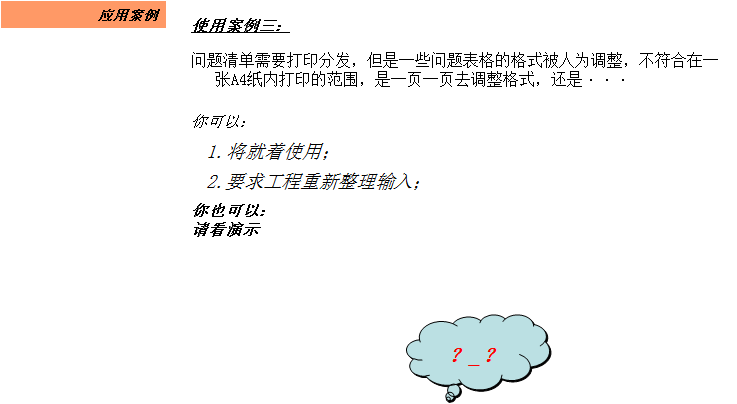 应用案例
使用案例三：
问题清单需要打印分发，但是一些问题表格的格式被人为调整，不符合在一
张A4纸内打印的范围，是一页一页去调整格式，还是···
你可以：
1.将就着使用；
2.要求工程重新整理输入；
你也可以：
请看演示
？_？